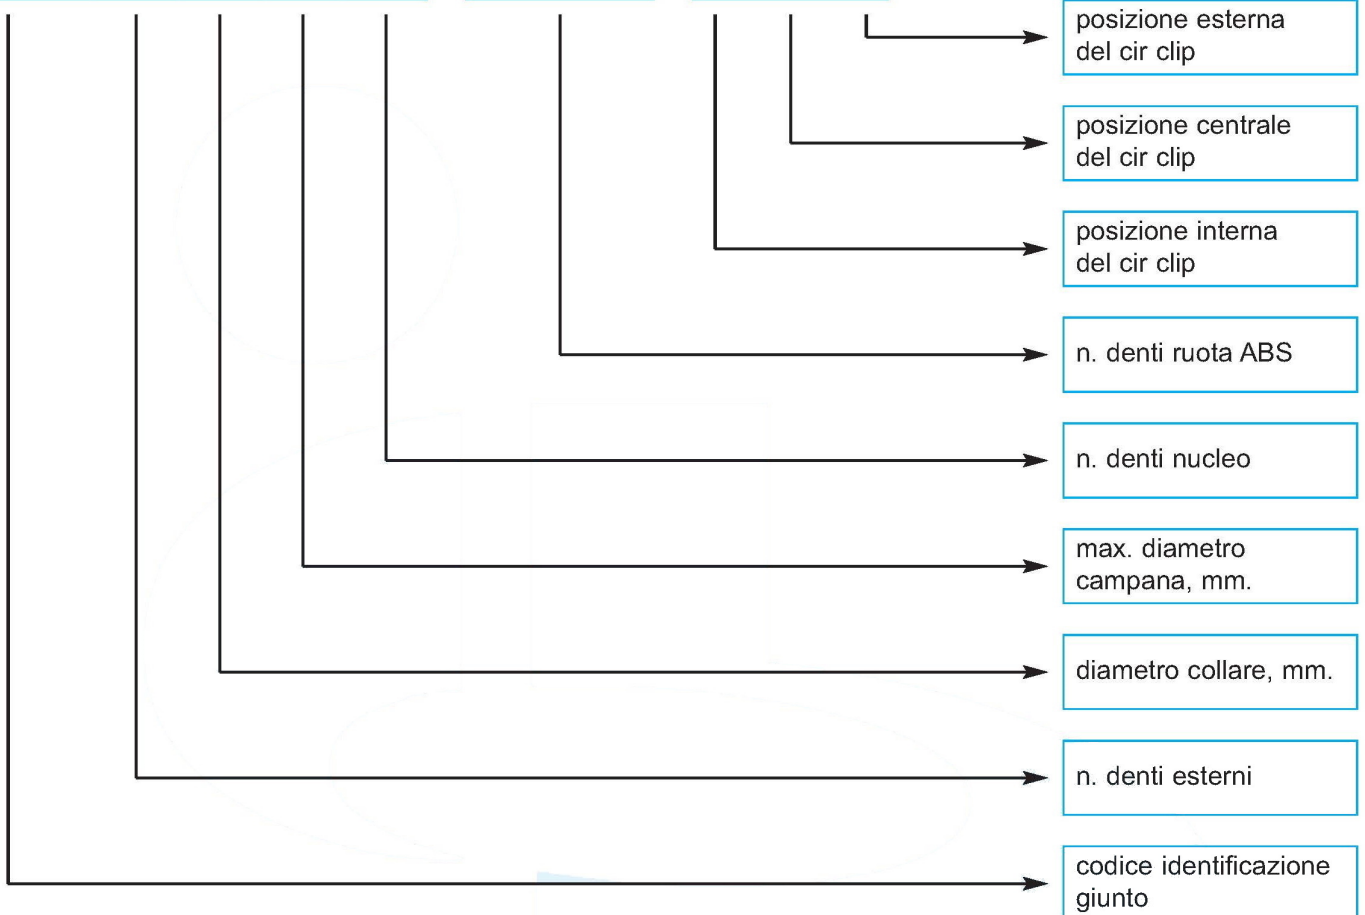 posizione esterna
del cir clip
posizione centrale
del cir clip
posizione interna
del cir clip
n. denti ruota ABS
n. denti nucleo
max. diametro
campana, mm.
diametro collare, mm.
n. denti esterni
codice identificazione
giunto